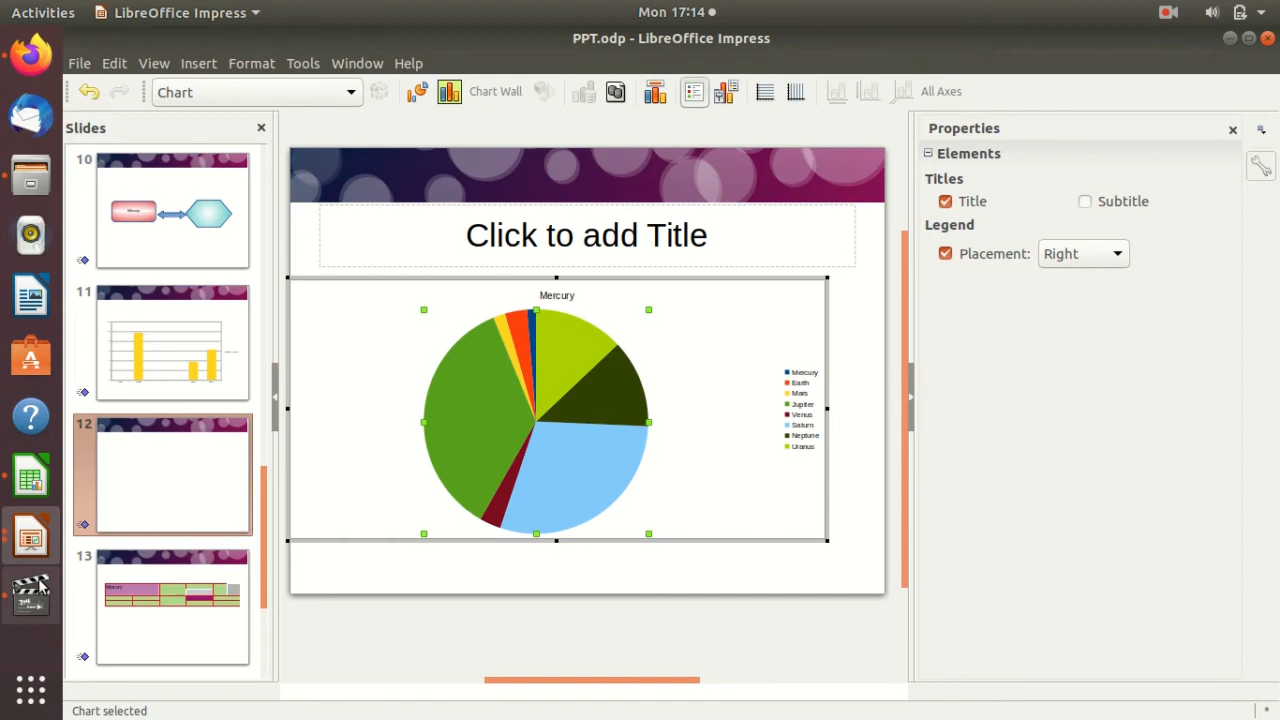 Activities
LibreOffice Impress
Mon 17:14
PPT.odp - LibreOffice Impress
File Edit View Insert Format Tools Window Help
Chart
Chart Wall
All Axes
Slides
10
11
12
13
Mercury
Click to add Title
Mercury
Mercury
Earth
Mars
Jupiter
Venus
Saturn
Neptune
Uranus
Properties
Elements
Titles
Title
Subtitle
Legend
Placement: Right
Chart selected
*